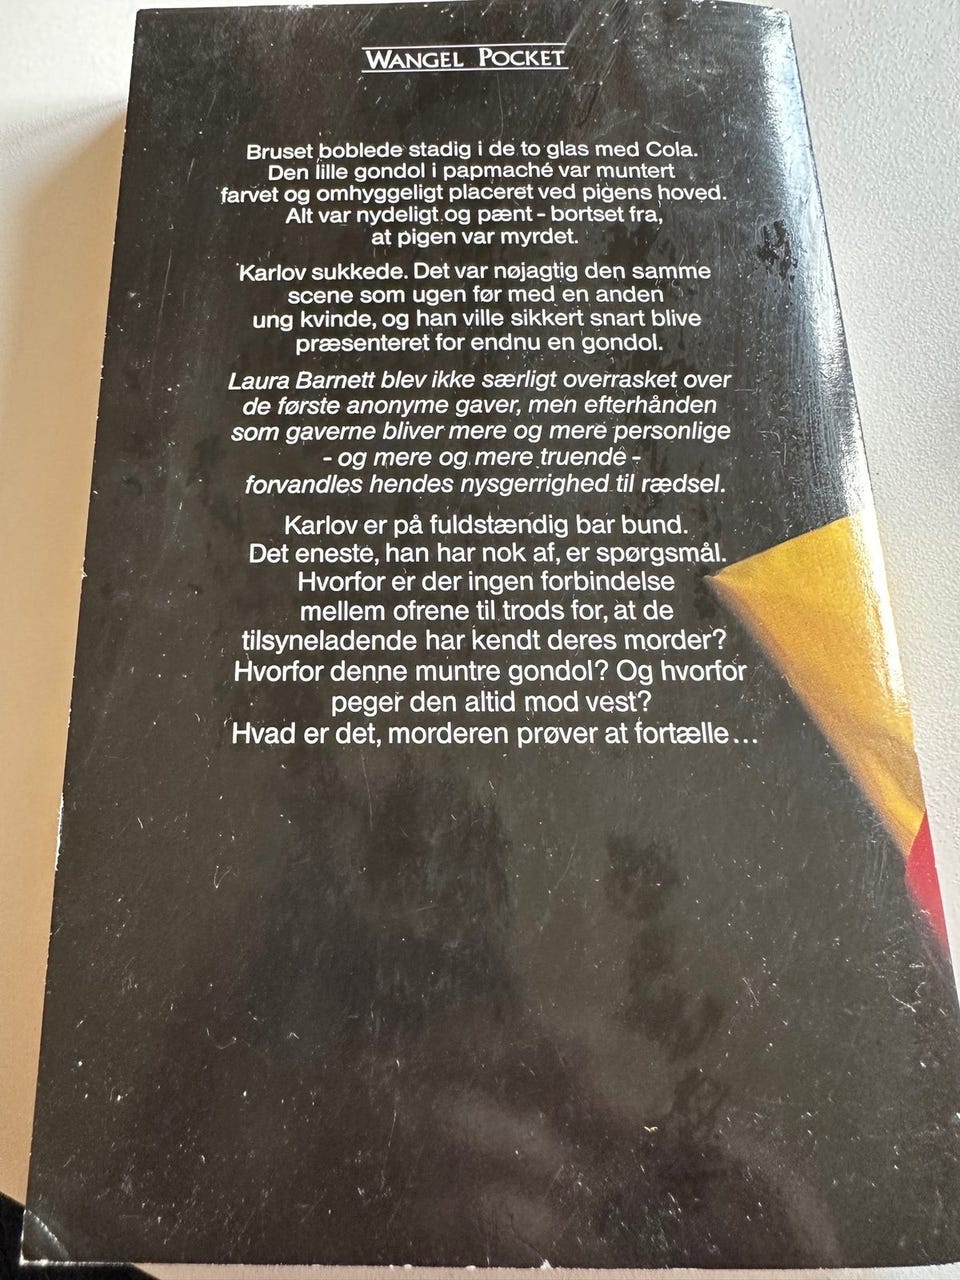 WANGEL POCKET
Bruset boblede stadig i de to glas med Cola.
Den lille gondol i papmaché var muntert
farvet og omhyggeligt placeret ved pigens hoved.
Alt var nydeligt og pænt - bortset fra,
at pigen var myrdet.
Karlov sukkede. Det var nøjagtig den samme
scene som ugen før med en anden
ung kvinde, og han ville sikkert snart blive
præsenteret for endnu en gondol.
Laura Barnett blev ikke særligt overrasket over
de første anonyme gaver, men efterhånden
som gaverne bliver mere og mere personlige
- og mere og mere truende -
forvandles hendes nysgerrighed til rædsel.
Karlov er på fuldstændig bar bund.
Det eneste, han har nok af, er spørgsmål.
Hvorfor er der ingen forbindelse
mellem ofrene til trods for, at de
tilsyneladende har kendt deres morder?
Hvorfor denne muntre gondol? Og hvorfor
peger den altid mod vest?
Hvad er det, morderen prøver at fortælle...